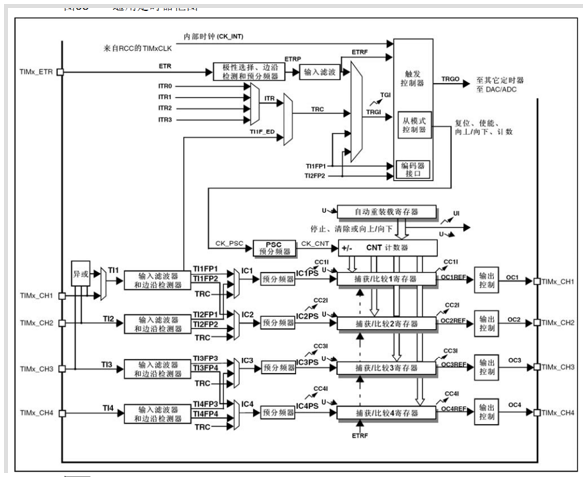 内部时钟 (CK_INT)
来自RCC的TIMxCLK
TIMx_ETR
ETR
极性选择、边沿
检测和预分频器
ETRP
输入滤波
ETRF
触发
控制器
TRGO
至其它定时器
至 DAC/ADC
ITR0
ITR1
ITR2
ITR3
ITR
TI1F_ED
TRC
TGI
TRGI
从模式
控制器
复位、使能、
向上/向下、计数
TI1FP1
TI2FP2
编码器
接口
U
自动重装载寄存器
UI
停止、清除或向上/向下
U
CK_PSC
PSC
预分频器
CK_CNT
+/-
CNT 计数器
异或
TI1
输入滤波器
和边沿检测器
TI1FP1
TI1FP2
TRC
IC1
预分频器
CC1I
IC1PS
U
捕获/比较1寄存器
CC1I
OC1REF
输出
控制
OC1
TIMx_CH1
TIMx_CH1
TIMx_CH2
TI2
输入滤波器
和边沿检测器
TI2FP1
TI2FP2
TRC
IC2
预分频器
CC2I
IC2PS
U
捕获/比较2寄存器
CC2I
OC2REF
输出
控制
OC2
TIMx_CH2
TIMx_CH3
TI3
输入滤波器
和边沿检测器
TI3FP3
TI3FP4
TRC
IC3
预分频器
CC3I
IC3PS
U
捕获/比较3寄存器
CC3I
OC3REF
输出
控制
OC3
TIMx_CH3
TIMx_CH4
TI4
输入滤波器
和边沿检测器
TI4FP3
TI4FP4
TRC
IC4
预分频器
CC4I
IC4PS
U
捕获/比较4寄存器
CC4I
OC4REF
输出
控制
OC4
TIMx_CH4
ETRF